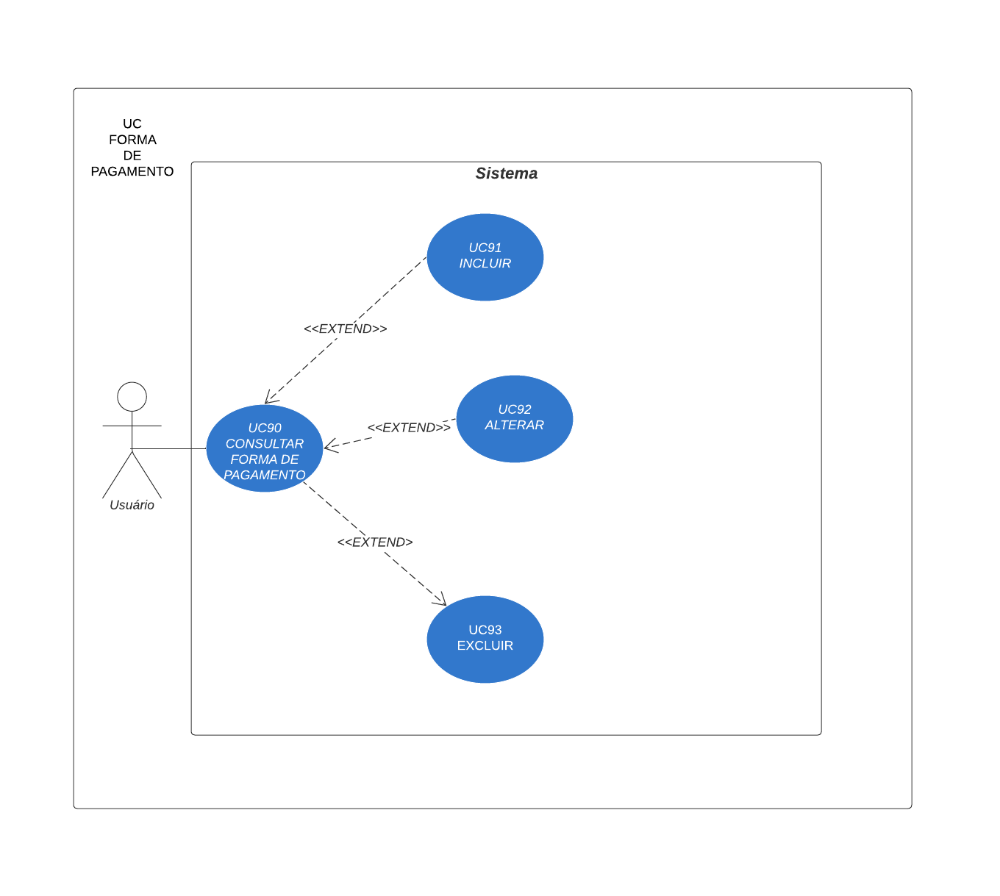 UC
FORMA
DE
PAGAMENTO
Sistema
UC91
INCLUIR
<<EXTEND>>
UC92
ALTERAR
<<EXTEND>>
UC90
CONSULTAR
FORMA DE
PAGAMENTO
Usuário
<<EXTEND>
UC93
EXCLUIR